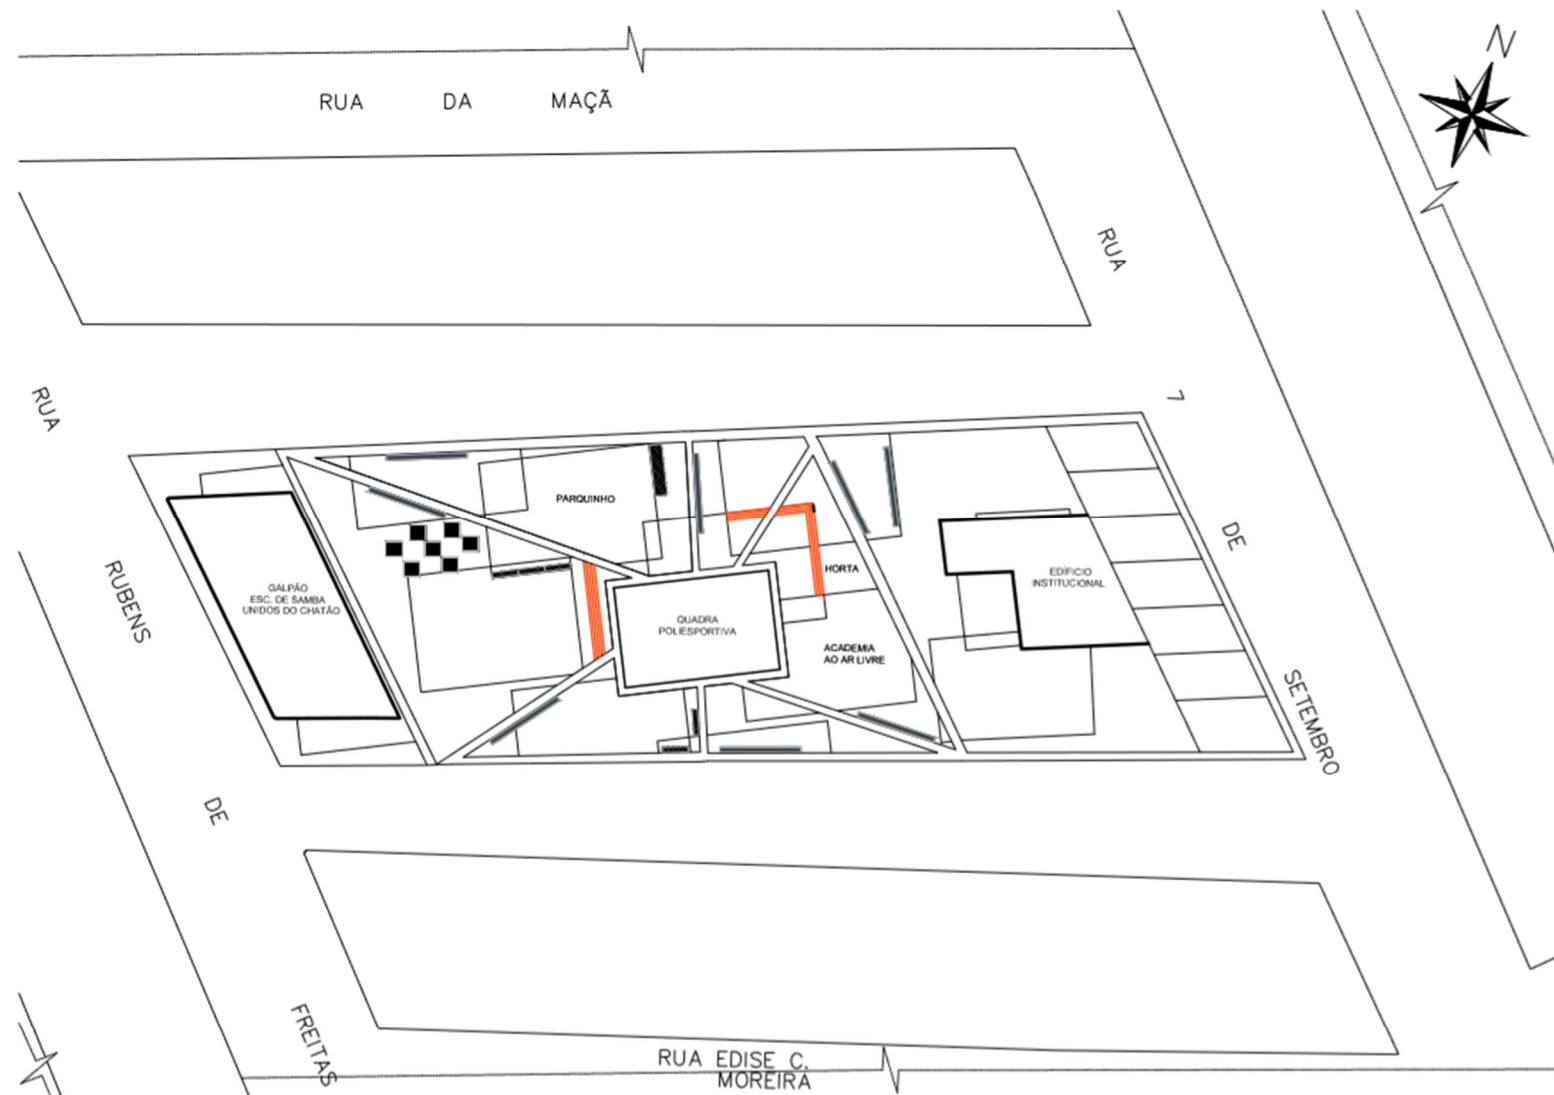 N
RUA DA MAÇÃ
RUA
7
DE
SETEMBRO
RUA
RUBENS
DE
FREITAS
PARQUINHO
GALPÃO
ESC. DE SAMBA
UNIDOS DO CHATÃO
QUADRA
POLIESPORTIVA
HORTA
ACADEMIA
AO AR LIVRE
EDÍFICIO
INSTITUCIONAL
RUA EDISE C.
MOREIRA